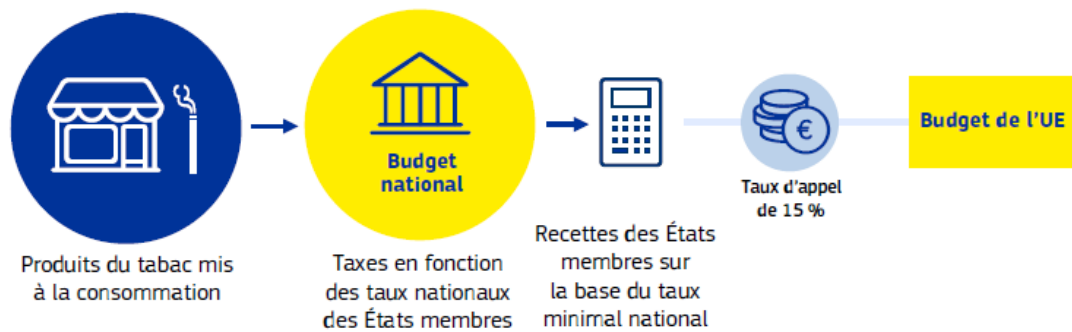 Produits du tabac mis
à la consommation
Budget
national
Taxes en fonction
des taux nationaux
des États membres
Recettes des États
membres sur
la base du taux
minimal national
€
Taux d'appel
de 15 %
Budget de l'UE